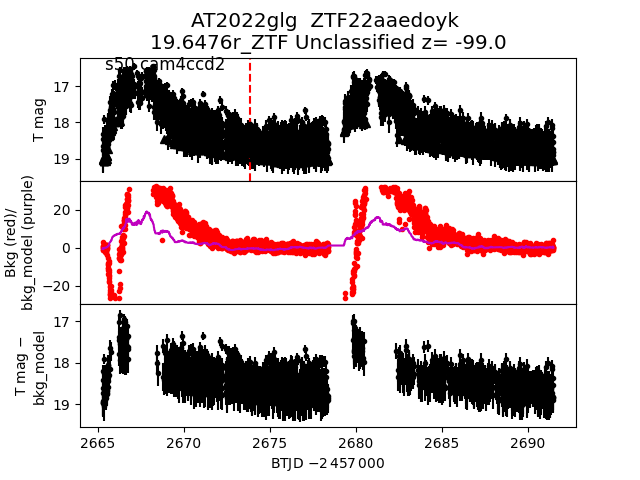 AT2022glg  ZTF22aaedoyk
19.6476r_ZTF Unclassified z= -99.0
s50 cam4ccd2
T mag
17
18
19
Bkg (red)/
bkg_model (purple)
20
0
−20
T mag −
bkg_model
17
18
19
2665 2670 2675 2680 2685 2690
BTJD −2 457 000